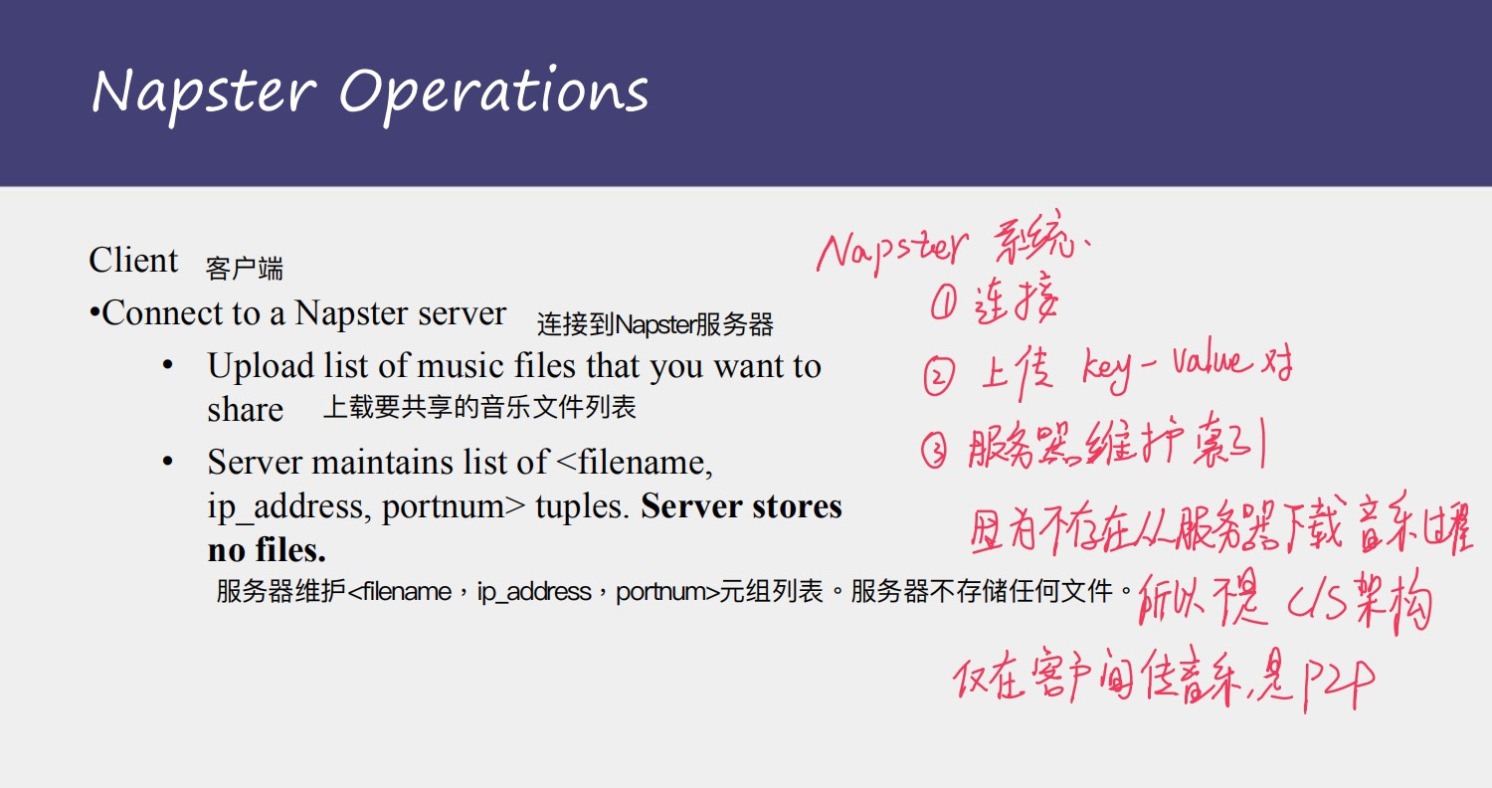 Napster Operations
Client 客户端
•Connect to a Napster server 连接到Napster服务器
• Upload list of music files that you want to
share 上载要共享的音乐文件列表
• Server maintains list of <filename,
ip_address, portnum> tuples. Server stores
no files.
服务器维护<filename，ip_address，portnum>元组列表。服务器不存储任何文件。
Napster 系统、
① 连接
② 上传 key-value 对
③ 服务器维护索引
因为不存在从服务器下载音乐过程
所以不是 C/S架构
仅在客户间传音乐,是P2P